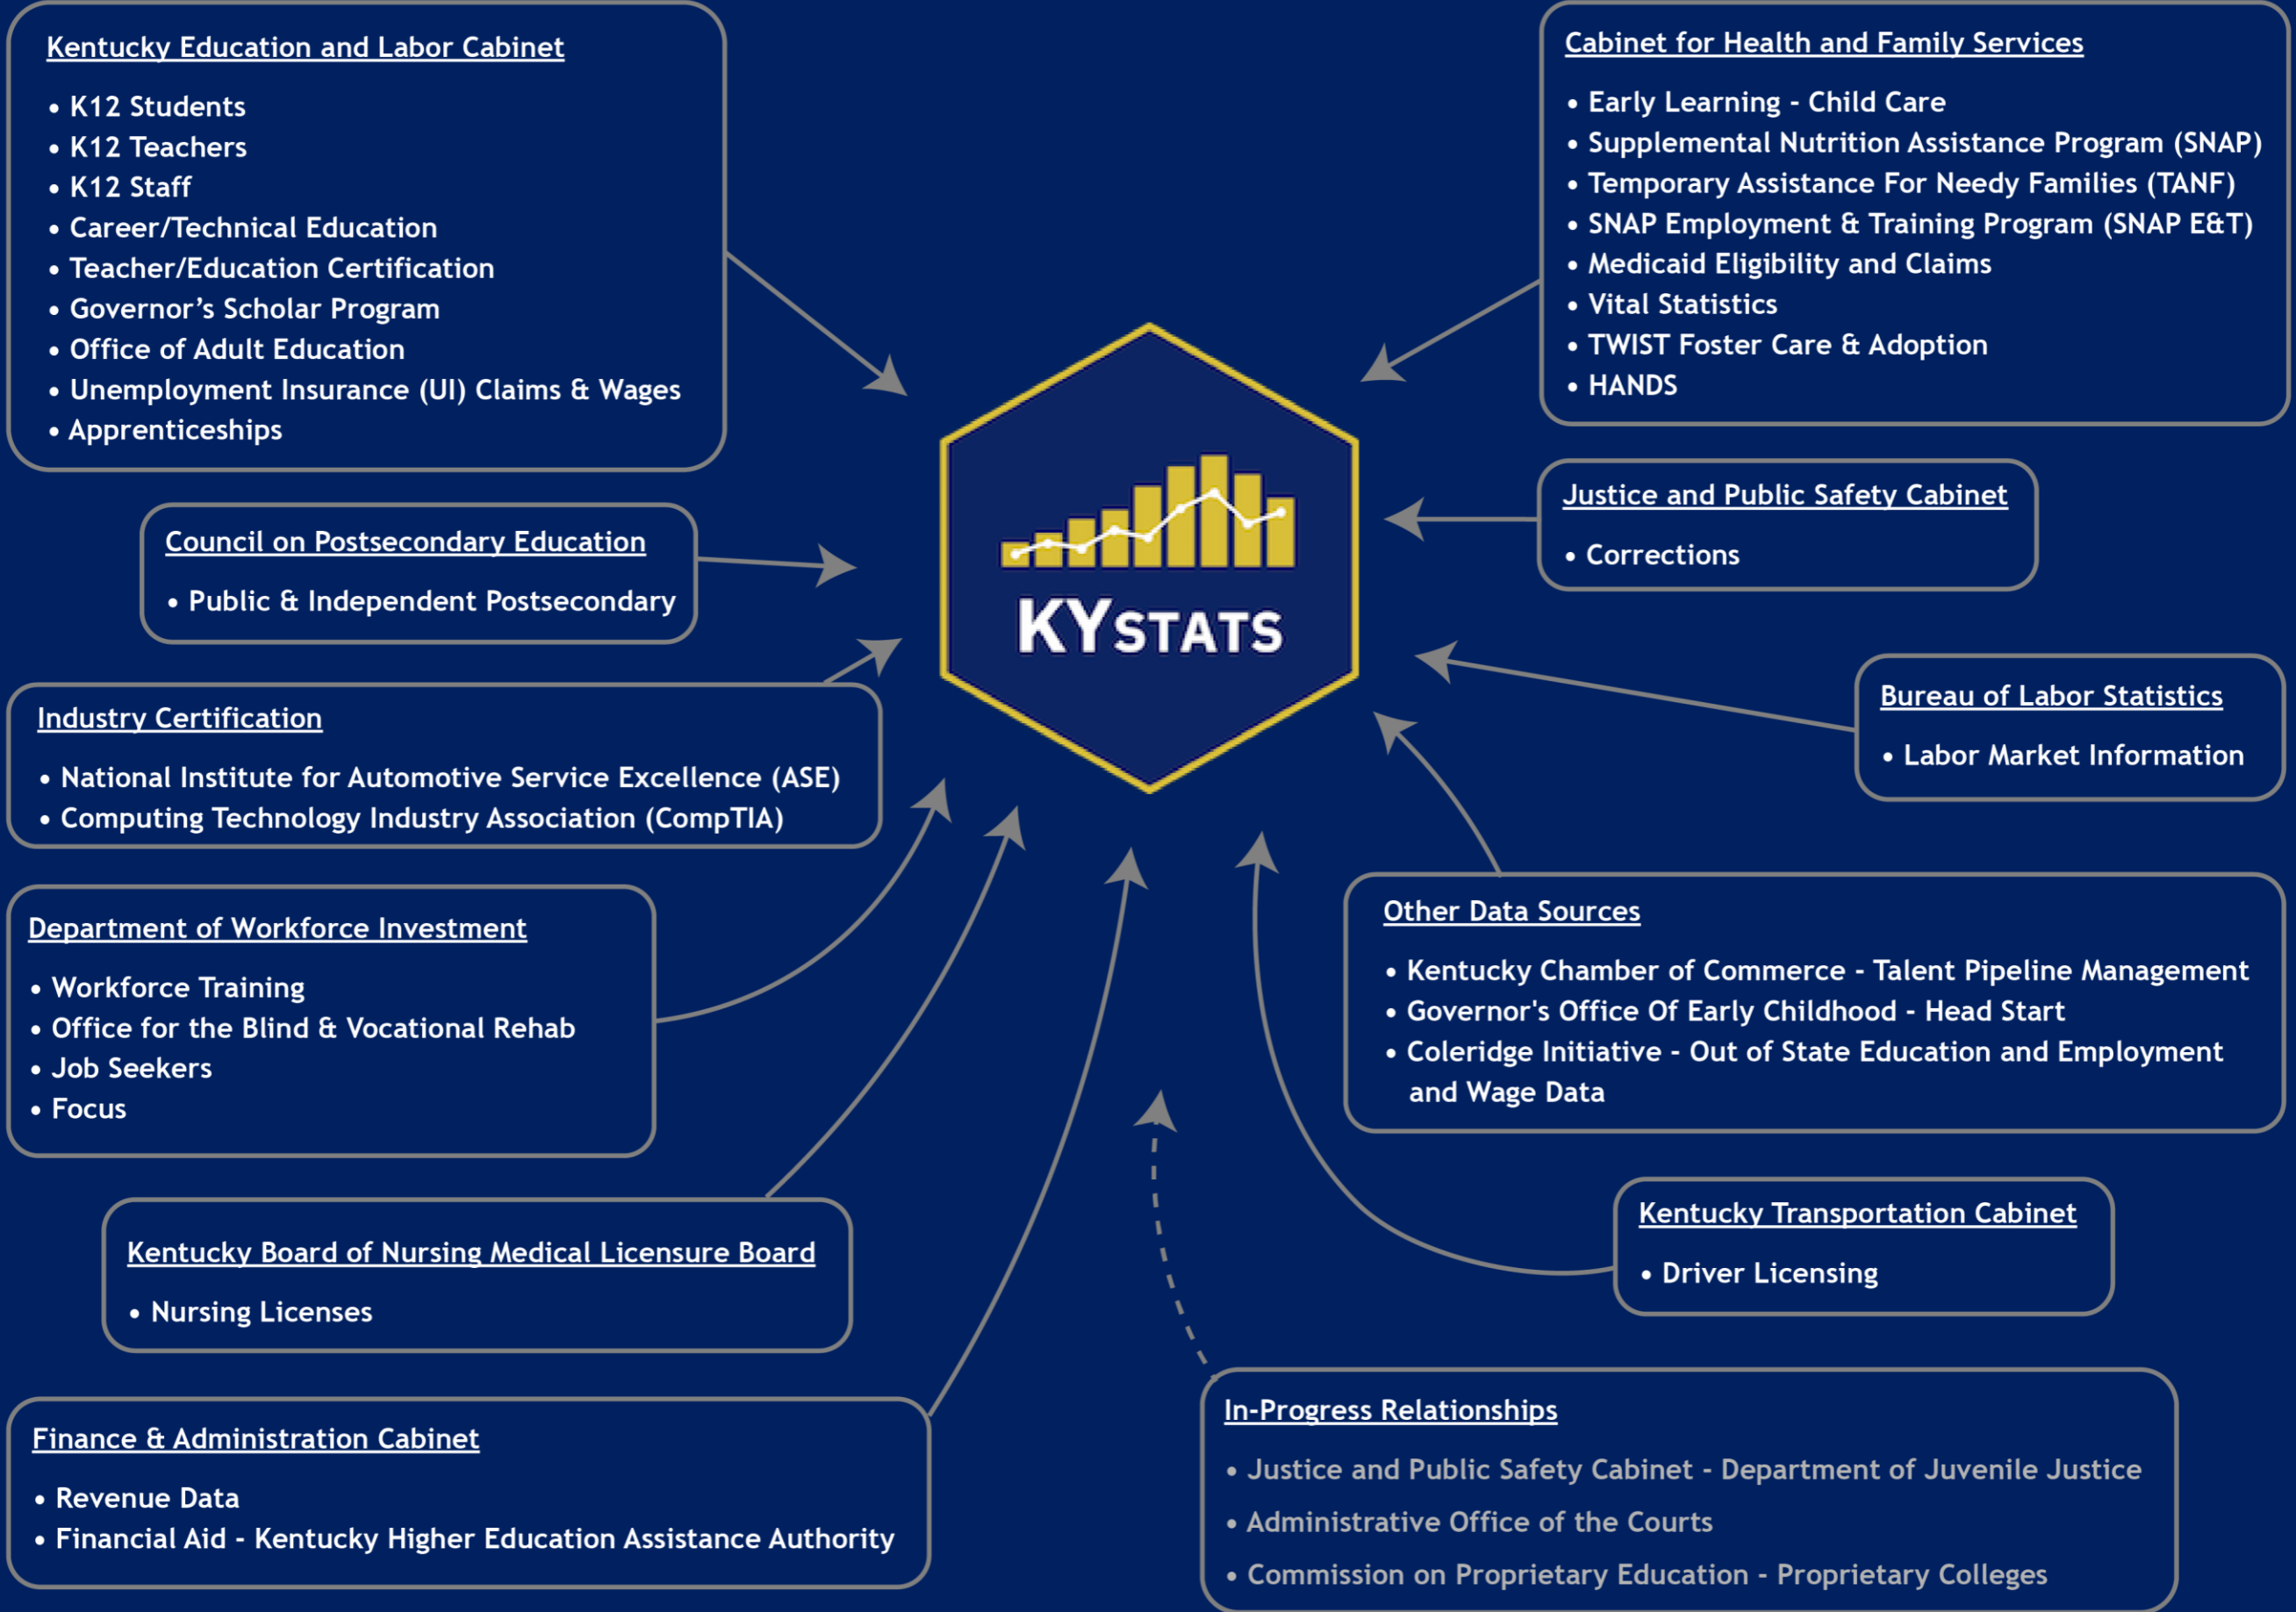 Kentucky Education and Labor Cabinet
• K12 Students
• K12 Teachers
• K12 Staff
• Career/Technical Education
• Teacher/Education Certification
• Governor’s Scholar Program
• Office of Adult Education
• Unemployment Insurance (UI) Claims & Wages
• Apprenticeships
Council on Postsecondary Education
• Public & Independent Postsecondary
Industry Certification
• National Institute for Automotive Service Excellence (ASE)
• Computing Technology Industry Association (CompTIA)
Department of Workforce Investment
• Workforce Training
• Office for the Blind & Vocational Rehab
• Job Seekers
• Focus
Kentucky Board of Nursing Medical Licensure Board
• Nursing Licenses
Finance & Administration Cabinet
• Revenue Data
• Financial Aid - Kentucky Higher Education Assistance Authority
KYSTATS
Cabinet for Health and Family Services
• Early Learning - Child Care
• Supplemental Nutrition Assistance Program (SNAP)
• Temporary Assistance For Needy Families (TANF)
• SNAP Employment & Training Program (SNAP E&T)
• Medicaid Eligibility and Claims
• Vital Statistics
• TWIST Foster Care & Adoption
• HANDS
Justice and Public Safety Cabinet
• Corrections
Bureau of Labor Statistics
• Labor Market Information
Other Data Sources
• Kentucky Chamber of Commerce - Talent Pipeline Management
• Governor's Office Of Early Childhood - Head Start
• Coleridge Initiative - Out of State Education and Employment
and Wage Data
Kentucky Transportation Cabinet
• Driver Licensing
In-Progress Relationships
• Justice and Public Safety Cabinet - Department of Juvenile Justice
• Administrative Office of the Courts
• Commission on Proprietary Education - Proprietary Colleges